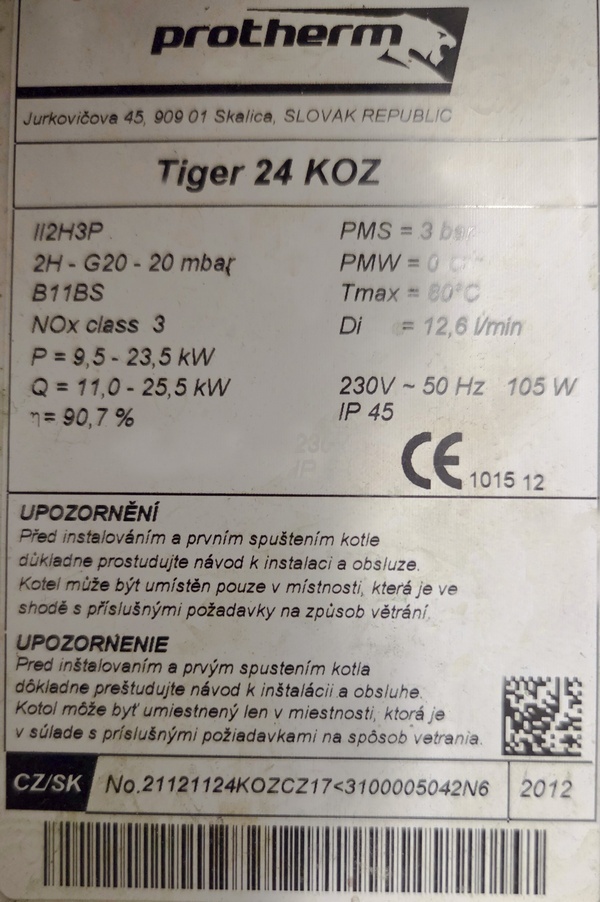 protherm
Jurkovičova 45, 909 01 Skalica, SLOVAK REPUBLIC
Tiger 24 KOZ
II2H3P
2H - G20 - 20 mbar
B11BS
NOx class 3
P = 9,5 - 23,5 kW
Q = 11,0 - 25,5 kW
η = 90,7 %
PMS = 3 bar
PMW = 0
Tmax = 80°C
Di = 12,6 l/min
230V ~ 50 Hz 105 W
IP 45
CE 1015 12
UPOZORNĚNÍ
Před instalováním a prvním spuštením kotle
důkladne prostudujte návod k instalaci a obsluze.
Kotel může být umístěn pouze v místnosti, která je ve
shodě s příslušnými požadavky na způsob větrání.
UPOZORNENIE
Pred inštalovaním a prvým spustením kotla
dôkladne preštudujte návod k inštalácii a obsluhe.
Kotol môže byť umiestnený len v miestnosti, ktorá je
v súlade s príslušnými požiadavkami na spôsob vetrania.
CZ/SK No.21121124KOZCZ17<3100005042N6 2012